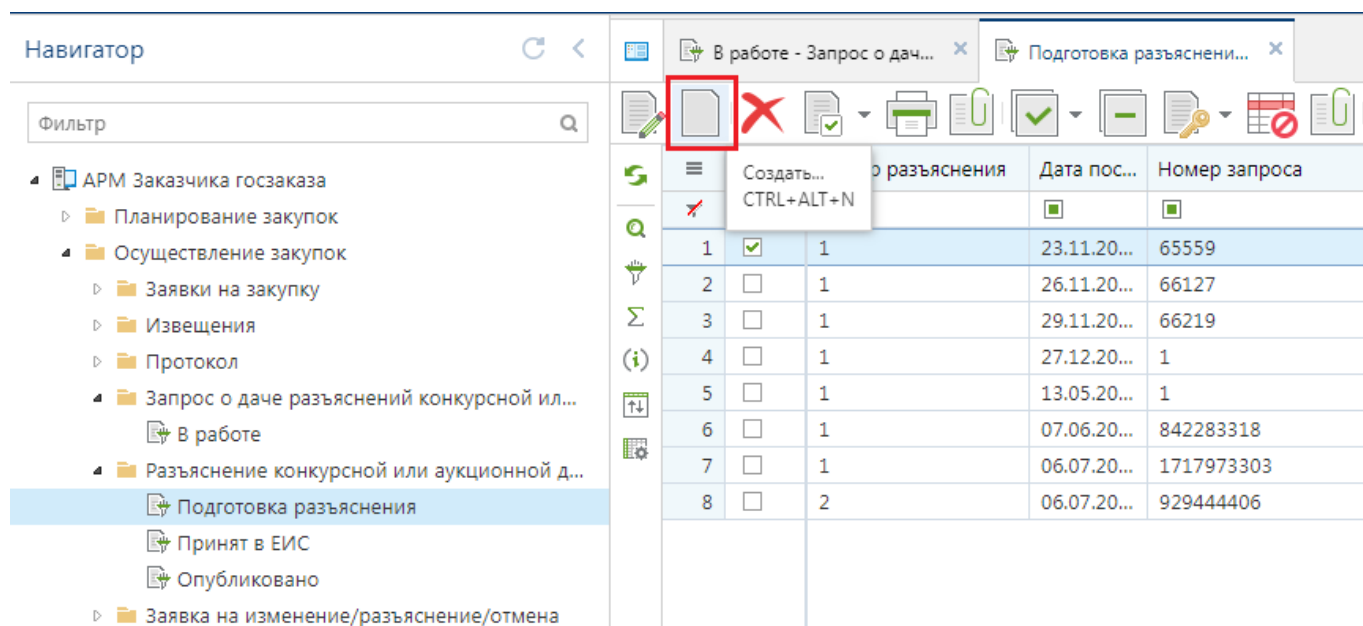 Навигатор
В работе - Запрос о дач...
Подготовка разъяснени...
Фильтр
АРМ Заказчика госзаказа
Планирование закупок
Осуществление закупок
Заявки на закупку
Извещения
Протокол
Запрос о даче разъяснений конкурсной ил...
В работе
Разъяснение конкурсной или аукционной д...
Подготовка разъяснения
Принят в ЕИС
Опубликовано
Заявка на изменение/разъяснение/отмена
Создать...
CTRL+ALT+N
разъяснения Дата пос... Номер запроса
1 1 23.11.20... 65559
2 1 26.11.20... 66127
3 1 29.11.20... 66219
4 1 27.12.20... 1
5 1 13.05.20... 1
6 1 07.06.20... 842283318
7 1 06.07.20... 1717973303
8 2 06.07.20... 929444406